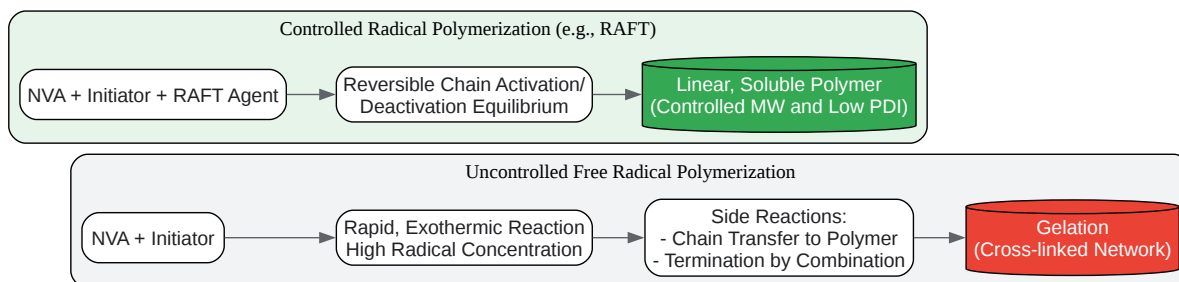 Controlled Radical Polymerization (e.g., RAFT)
NVA + Initiator + RAFT Agent
Reversible Chain Activation/
Deactivation Equilibrium
Linear, Soluble Polymer
(Controlled MW and Low PDI)
Uncontrolled Free Radical Polymerization
NVA + Initiator
Rapid, Exothermic Reaction
High Radical Concentration
Side Reactions:
- Chain Transfer to Polymer
- Termination by Combination
Gelation
(Cross-linked Network)